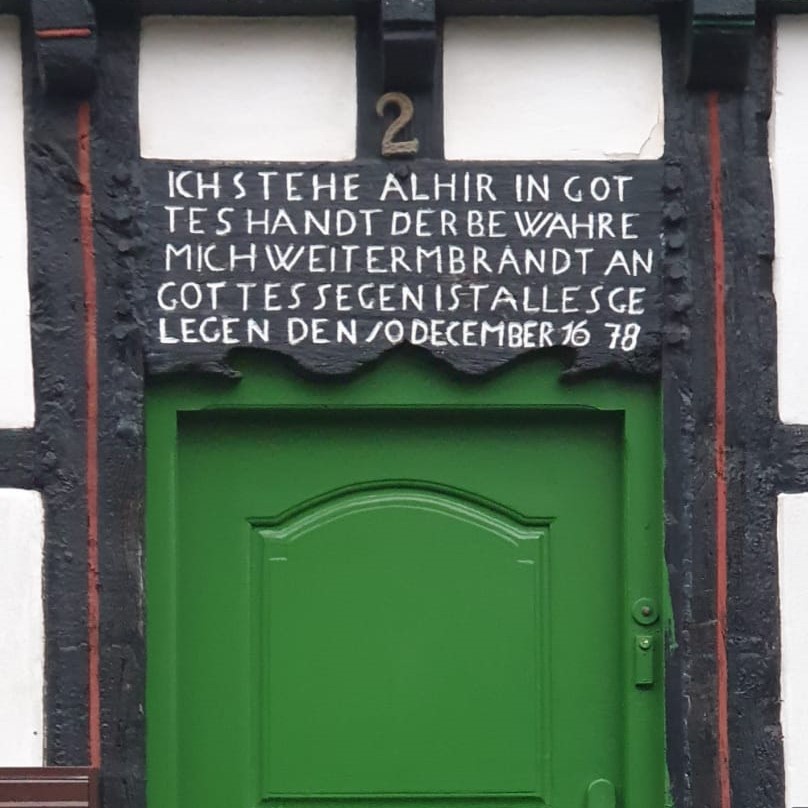 2
ICH STEHE ALHIR IN GOT
TES HANDT DER BEWAHRE
MICH WEITER M BRANDT AN
GOTTES SEGEN IST ALLES GE
LEGEN DEN 10 DECEMBER 16 78